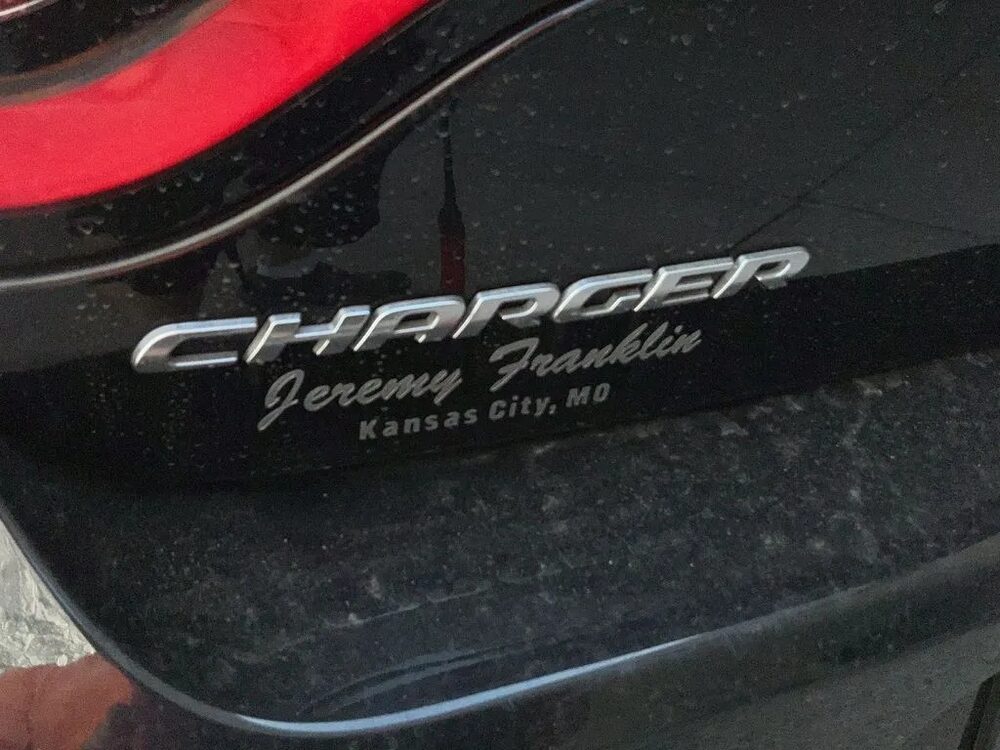 CHARGER
Jeremy Franklin
Kansas City, MO